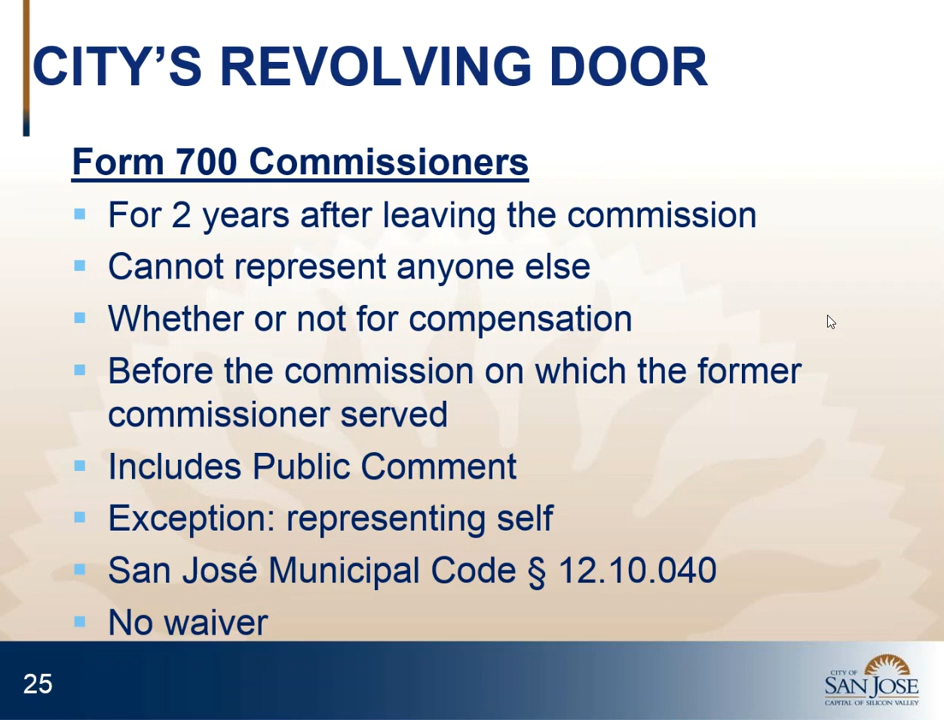 CITY'S REVOLVING DOOR
Form 700 Commissioners
▪ For 2 years after leaving the commission
▪ Cannot represent anyone else
▪ Whether or not for compensation
▪ Before the commission on which the former
commissioner served
▪ Includes Public Comment
▪ Exception: representing self
▪ San José Municipal Code § 12.10.040
▪ No waiver
25
CITY OF
SAN JOSE
CAPITAL OF SILICON VALLEY